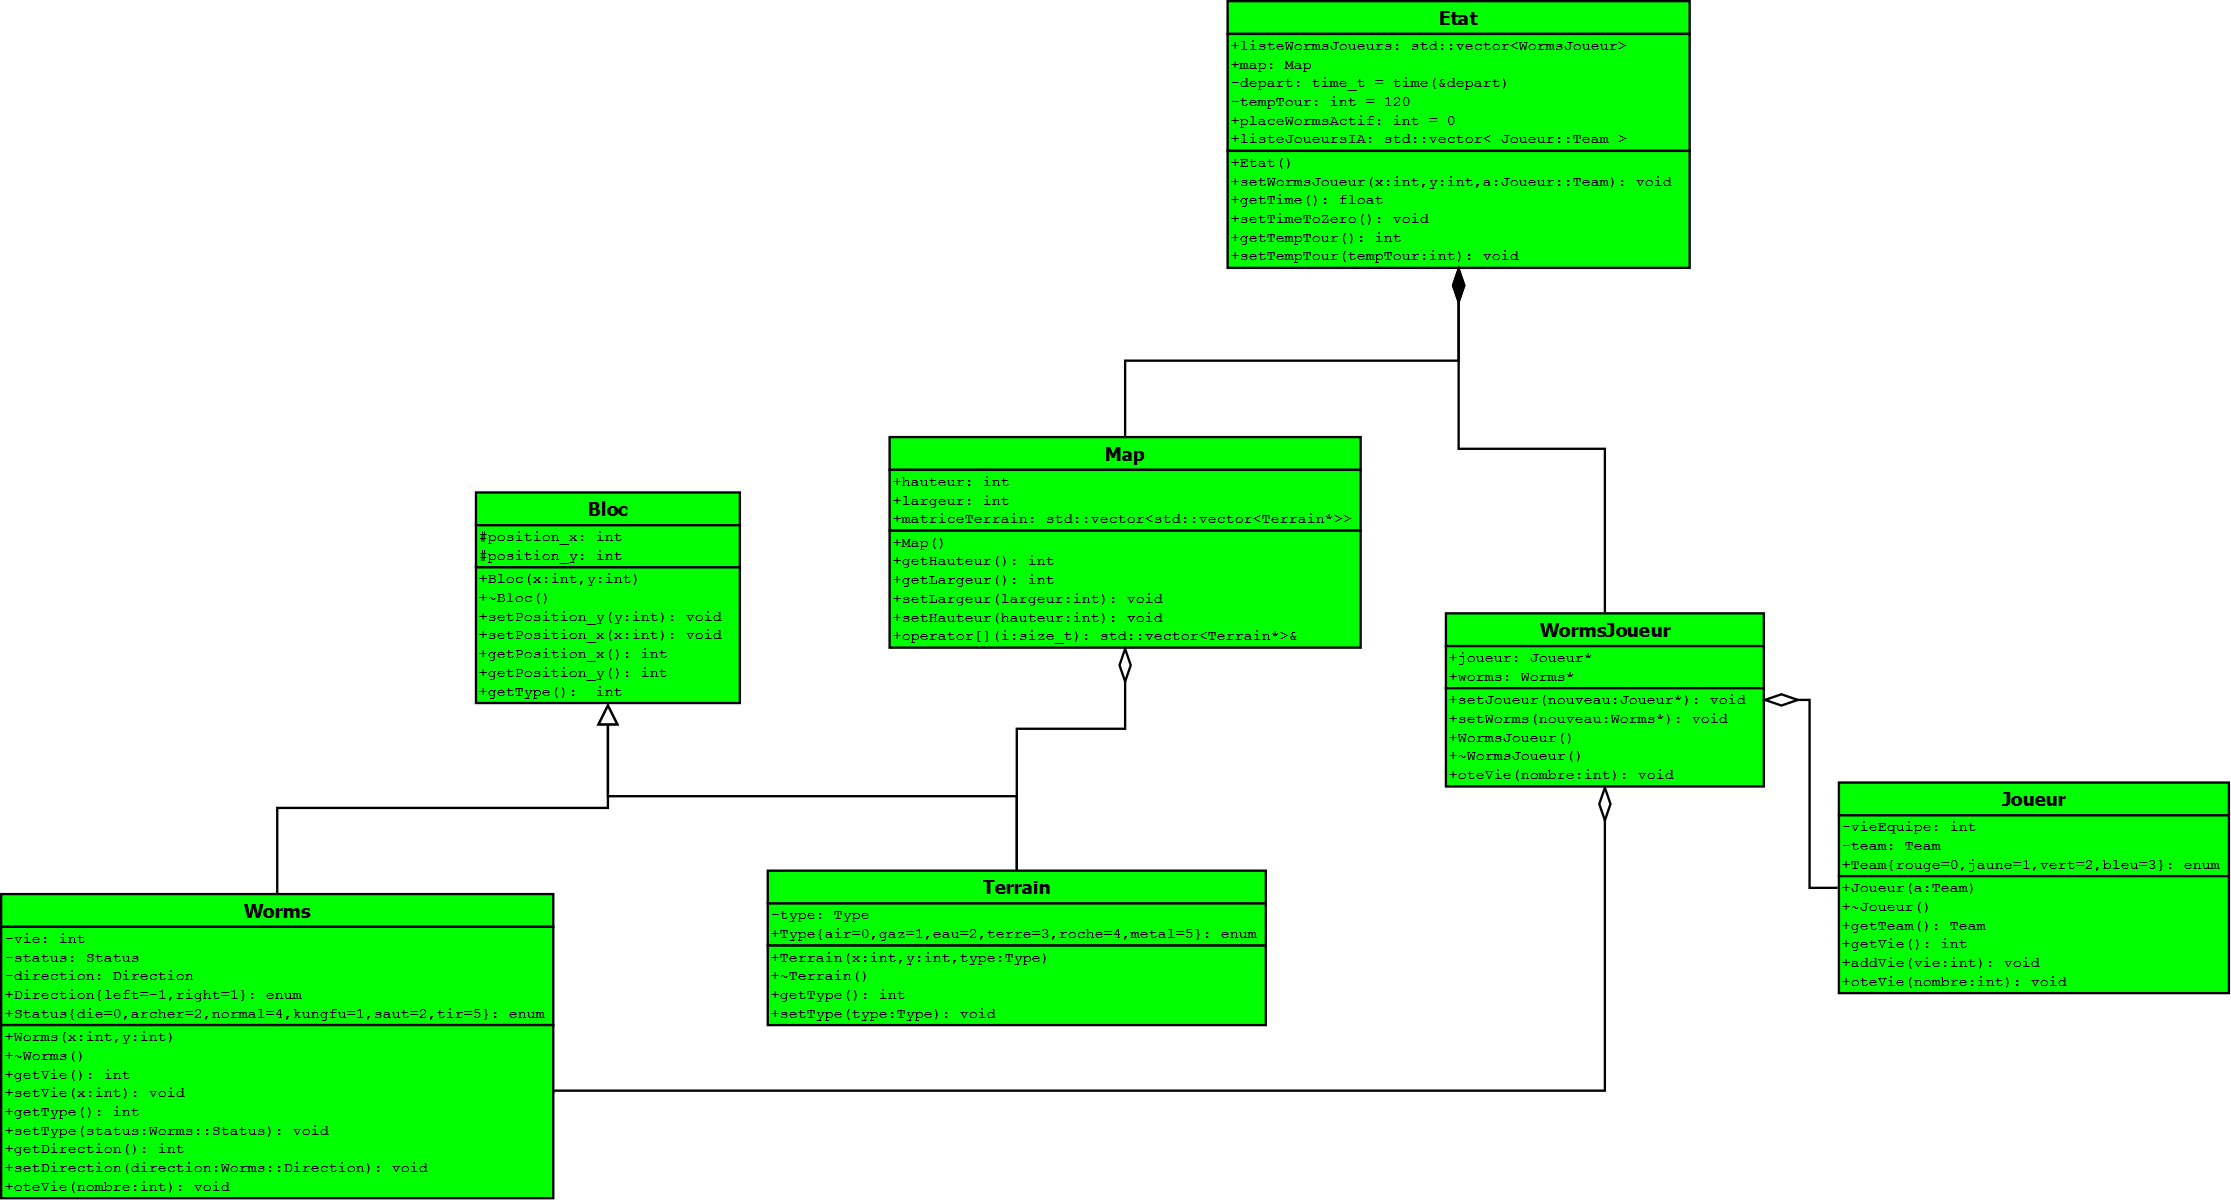 Etat
+listeWormsJoueurs: std::vector<WormsJoueur>
+map: Map
-depart: time_t = time(&depart)
-tempTour: int = 120
+placeWormsActif: int = 0
+listeJoueursIA: std::vector< Joueur::Team >
+Etat()
+setWormsJoueur(x:int,y:int,a:Joueur::Team): void
+getTime(): float
+setTimeToZero(): void
+getTempTour(): int
+setTempTour(tempTour:int): void
Map
+hauteur: int
+largeur: int
+matriceTerrain: std::vector<std::vector<Terrain*>>
+Map()
+getHauteur(): int
+getLargeur(): int
+setLargeur(largeur:int): void
+setHauteur(hauteur:int): void
+operator[](i:size_t): std::vector<Terrain*>&
Bloc
#position_x: int
#position_y: int
+Bloc(x:int,y:int)
+~Bloc()
+setPosition_y(y:int): void
+setPosition_x(x:int): void
+getPosition_x(): int
+getPosition_y(): int
+getType():  int
WormsJoueur
+joueur: Joueur*
+worms: Worms*
+setJoueur(nouveau:Joueur*): void
+setWorms(nouveau:Worms*): void
+WormsJoueur()
+~WormsJoueur()
+oteVie(nombre:int): void
Joueur
-vieEquipe: int
-team: Team
+Team{rouge=0,jaune=1,vert=2,bleu=3}: enum
+Joueur(a:Team)
+~Joueur()
+getTeam(): Team
+getVie(): int
+addVie(vie:int): void
+oteVie(nombre:int): void
Terrain
-type: Type
+Type{air=0,gaz=1,eau=2,terre=3,roche=4,metal=5}: enum
+Terrain(x:int,y:int,type:Type)
+~Terrain()
+getType(): int
+setType(type:Type): void
Worms
-vie: int
-status: Status
-direction: Direction
+Direction{left=-1,right=1}: enum
+Status{die=0,archer=2,normal=4,kungfu=1,saut=2,tir=5}: enum
+Worms(x:int,y:int)
+~Worms()
+getVie(): int
+setVie(x:int): void
+getType(): int
+setType(status:Worms::Status): void
+getDirection(): int
+setDirection(direction:Worms::Direction): void
+oteVie(nombre:int): void